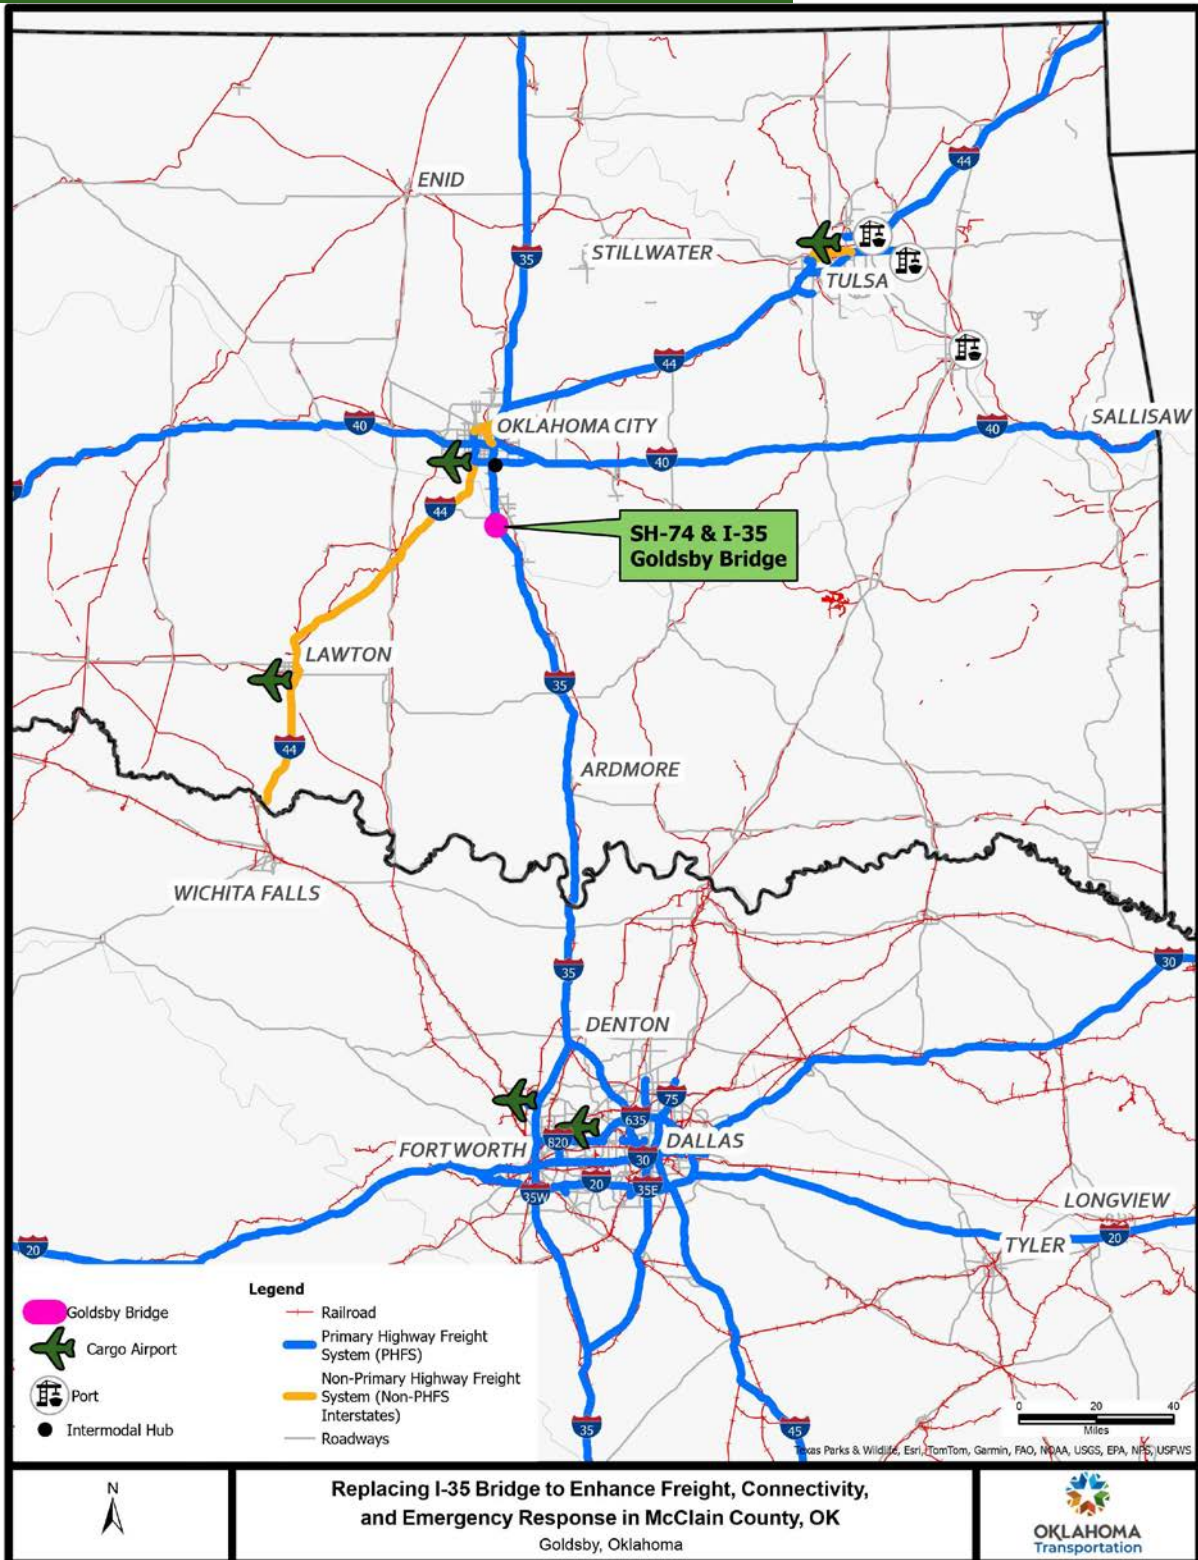 44
ENID
35
STILLWATER
TULSA
44
40
OKLAHOMA CITY
SALLISAW
40
40
44
SH-74 & I-35
Goldsby Bridge
LAWTON
35
44
ARDMORE
WICHITA FALLS
30
35
DENTON
75
635
820
DALLAS
FORT WORTH
30
20
35W
35E
LONGVIEW
20
TYLER
20
Legend
Goldsby Bridge
Cargo Airport
Port
Intermodal Hub
Railroad
Primary Highway Freight
System (PHFS)
Non-Primary Highway Freight
System (Non-PHFS
Interstates)
Roadways
35
45
0 20 40
Miles
Texas Parks & Wildlife, Esri, TomTom, Garmin, FAO, NOAA, USGS, EPA, NPS, USFWS
N
Replacing I-35 Bridge to Enhance Freight, Connectivity,
and Emergency Response in McClain County, OK
Goldsby, Oklahoma
OKLAHOMA
Transportation